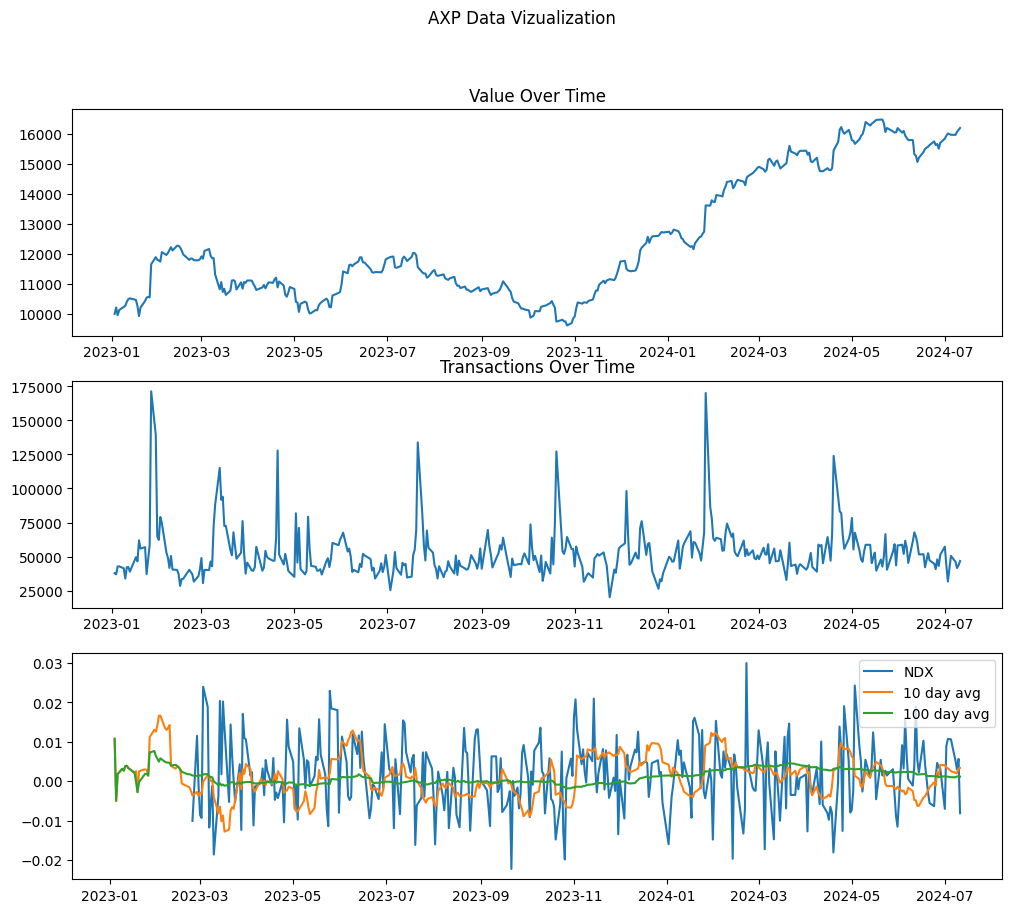 AXP Data Vizualization
Value Over Time
16000
15000
14000
13000
12000
11000
10000
2023-01 2023-03 2023-05 2023-07 2023-09 2023-11 2024-01 2024-03 2024-05 2024-07
Transactions Over Time
175000
150000
125000
100000
75000
50000
25000
2023-01 2023-03 2023-05 2023-07 2023-09 2023-11 2024-01 2024-03 2024-05 2024-07
0.03
0.02
0.01
0.00
−0.01
−0.02
NDX
10 day avg
100 day avg
2023-01 2023-03 2023-05 2023-07 2023-09 2023-11 2024-01 2024-03 2024-05 2024-07